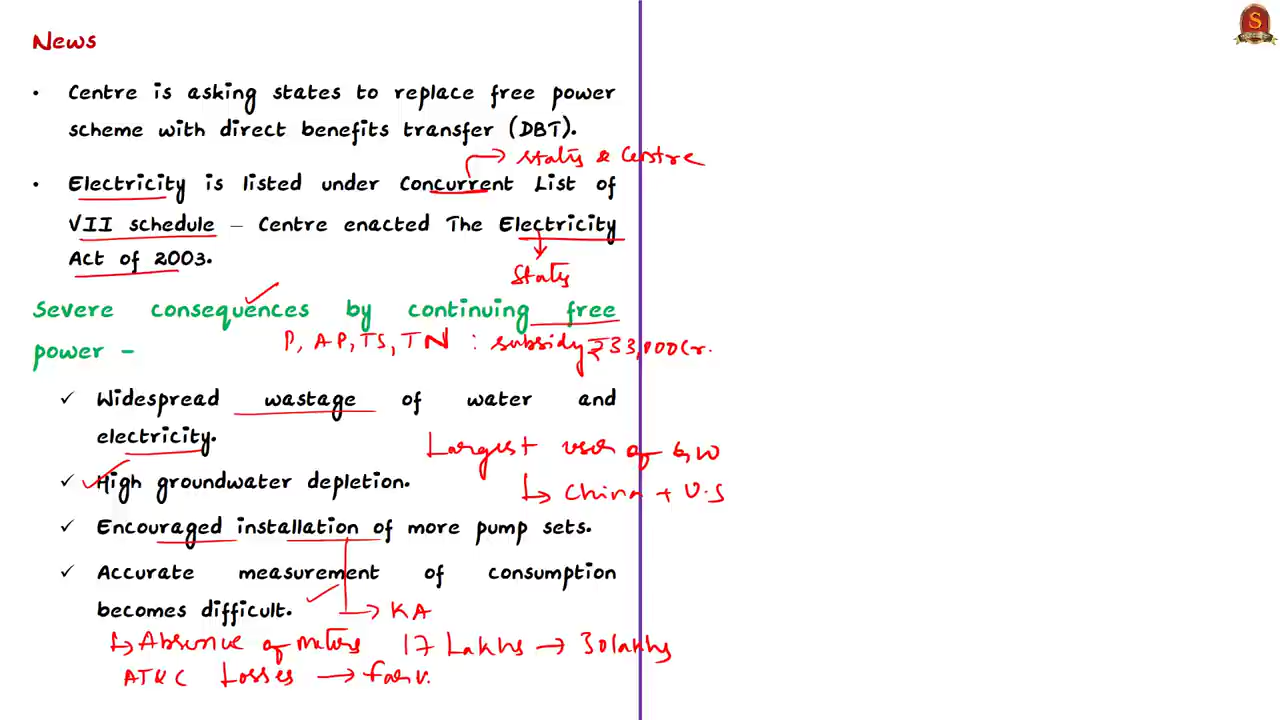 News
• Centre is asking states to replace free power
scheme with direct benefits transfer (DBT).
→ States & Centre
• Electricity is listed under Concurrent List of
VII schedule – Centre enacted The Electricity
Act of 2003.
States
Severe consequences by continuing free
power –
P, AP, TS, TN : subsidy ₹33,000Cr.
✓ Widespread wastage of water and
electricity.
Largest user of GW
↳ China + U.S
✓ High groundwater depletion.
✓ Encouraged installation of more pump sets.
✓ Accurate measurement of consumption
becomes difficult.
→ KA
↳ Absence of meters 17 Lakhs → 30 lakhs
AT&C Losses →
S